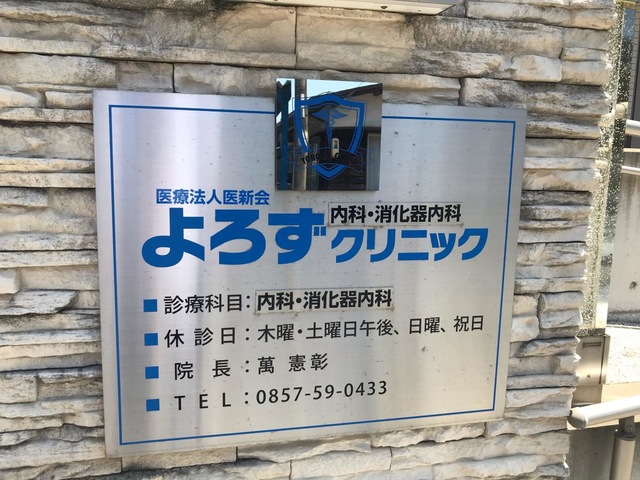 医療法人医新会
内科・消化器内科
よろずクリニック
■診療科目：内科・消化器内科
■休診日：木曜・土曜日午後、日曜、祝日
■院長：萬 憲彰
■TEL：0857-59-0433